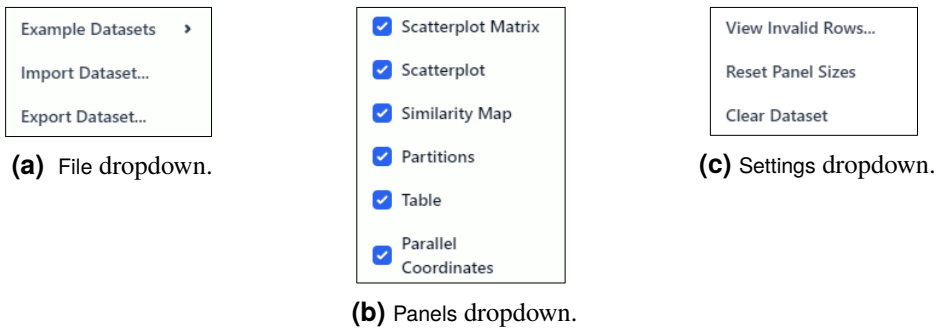 Example Datasets
Import Dataset...
Export Dataset...
(a) File dropdown.
Scatterplot Matrix
Scatterplot
Similarity Map
Partitions
Table
Parallel
Coordinates
(b) Panels dropdown.
View Invalid Rows...
Reset Panel Sizes
Clear Dataset
(c) Settings dropdown.